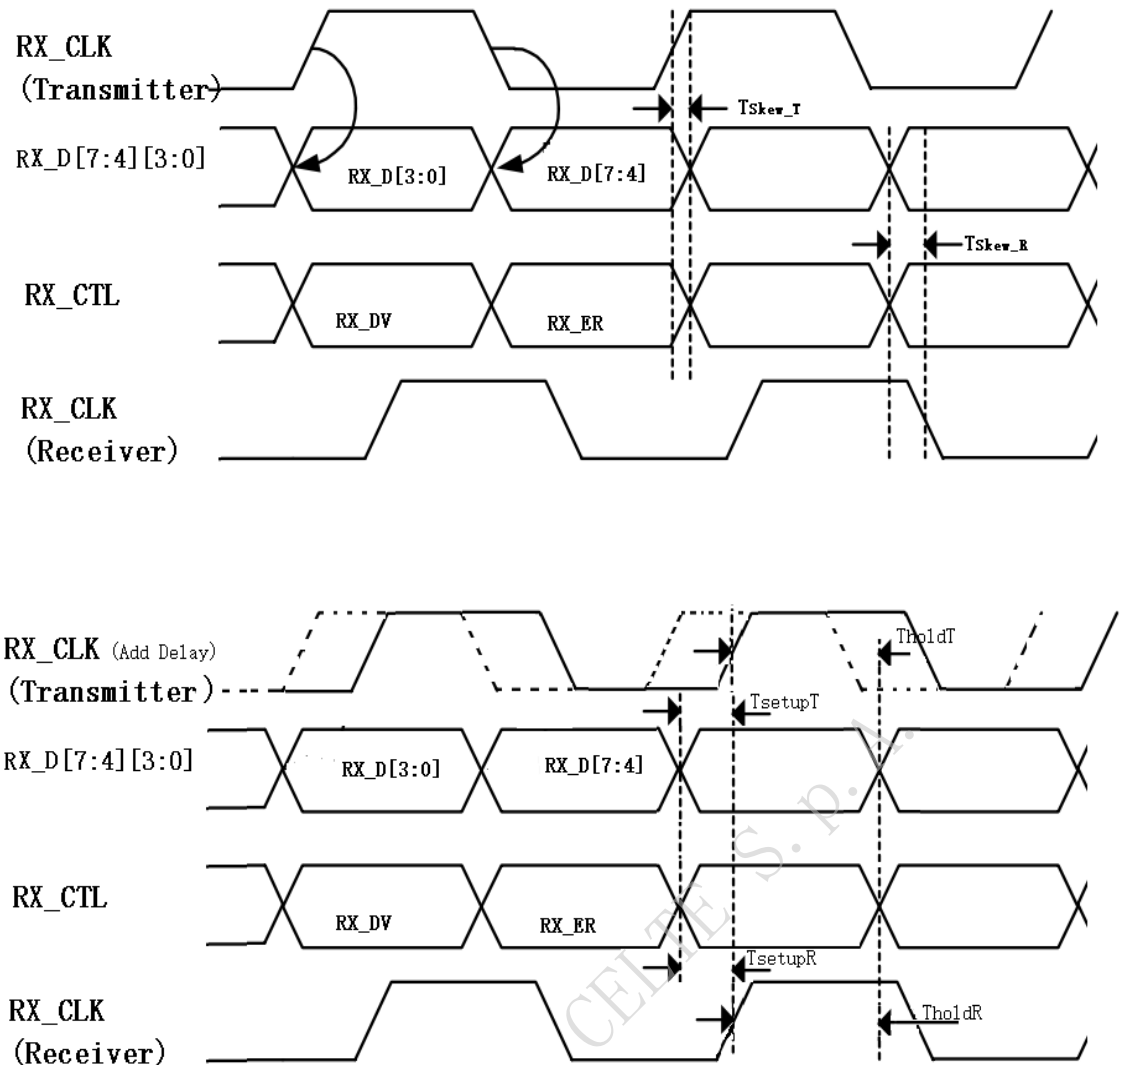 RX_CLK
(Transmitter)
TSkew_T
RX_D[7:4][3:0]
RX_D[3:0]
RX_D[7:4]
TSkew_R
RX_CTL
RX_DV
RX_ER
RX_CLK
(Receiver)
RX_CLK (Add Delay)
(Transmitter)
TholdT
TsetupT
RX_D[7:4][3:0]
RX_D[3:0]
RX_D[7:4]
RX_CTL
RX_DV
RX_ER
TsetupR
RX_CLK
(Receiver)
TholdR
CELTE S.p.A.